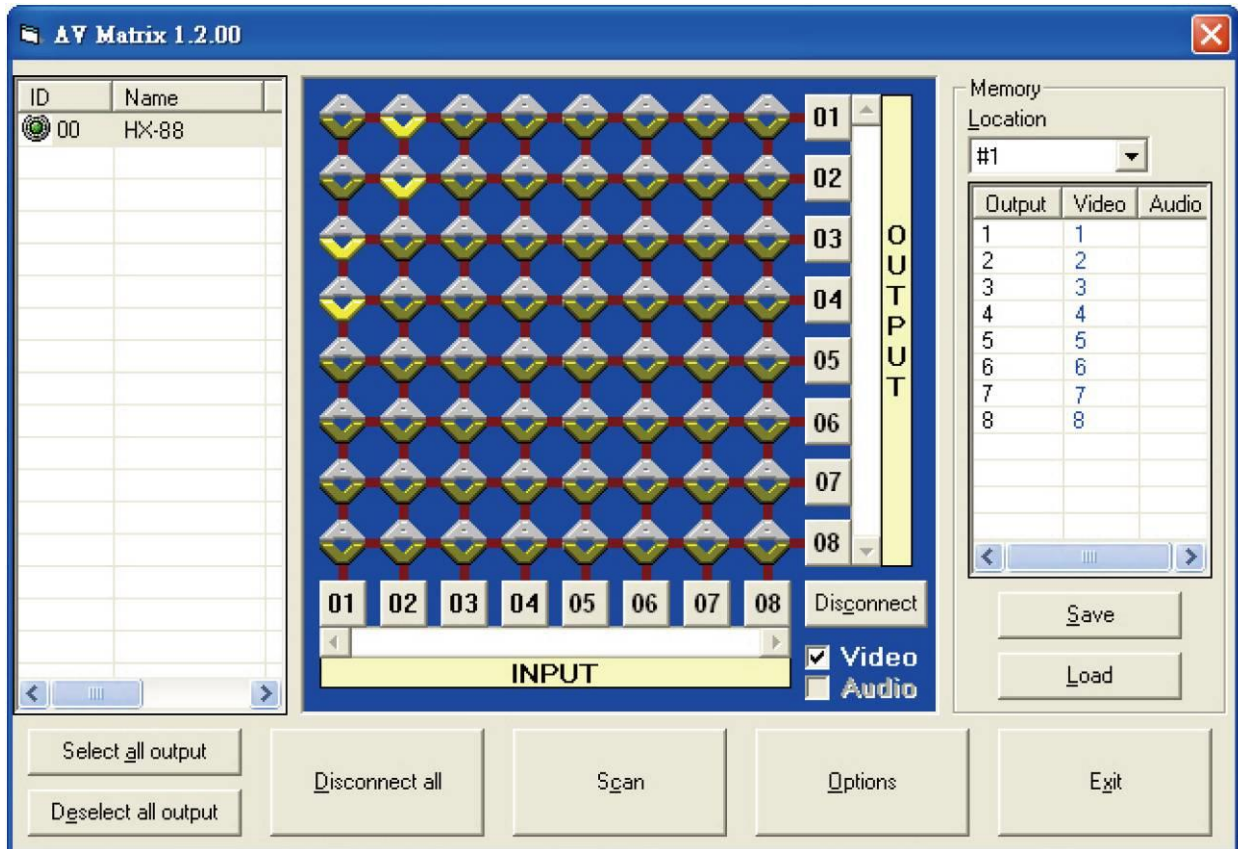 AV Matrix 1.2.00
ID Name
00 HX-88
01
02
03
04
05
06
07
08
OUTPUT
01 02 03 04 05 06 07 08
INPUT
Disconnect
Video
Audio
Memory
Location
#1
Output Video Audio
1 1
2 2
3 3
4 4
5 5
6 6
7 7
8 8
Save
Load
Select all output
Deselect all output
Disconnect all
Scan
Options
Exit